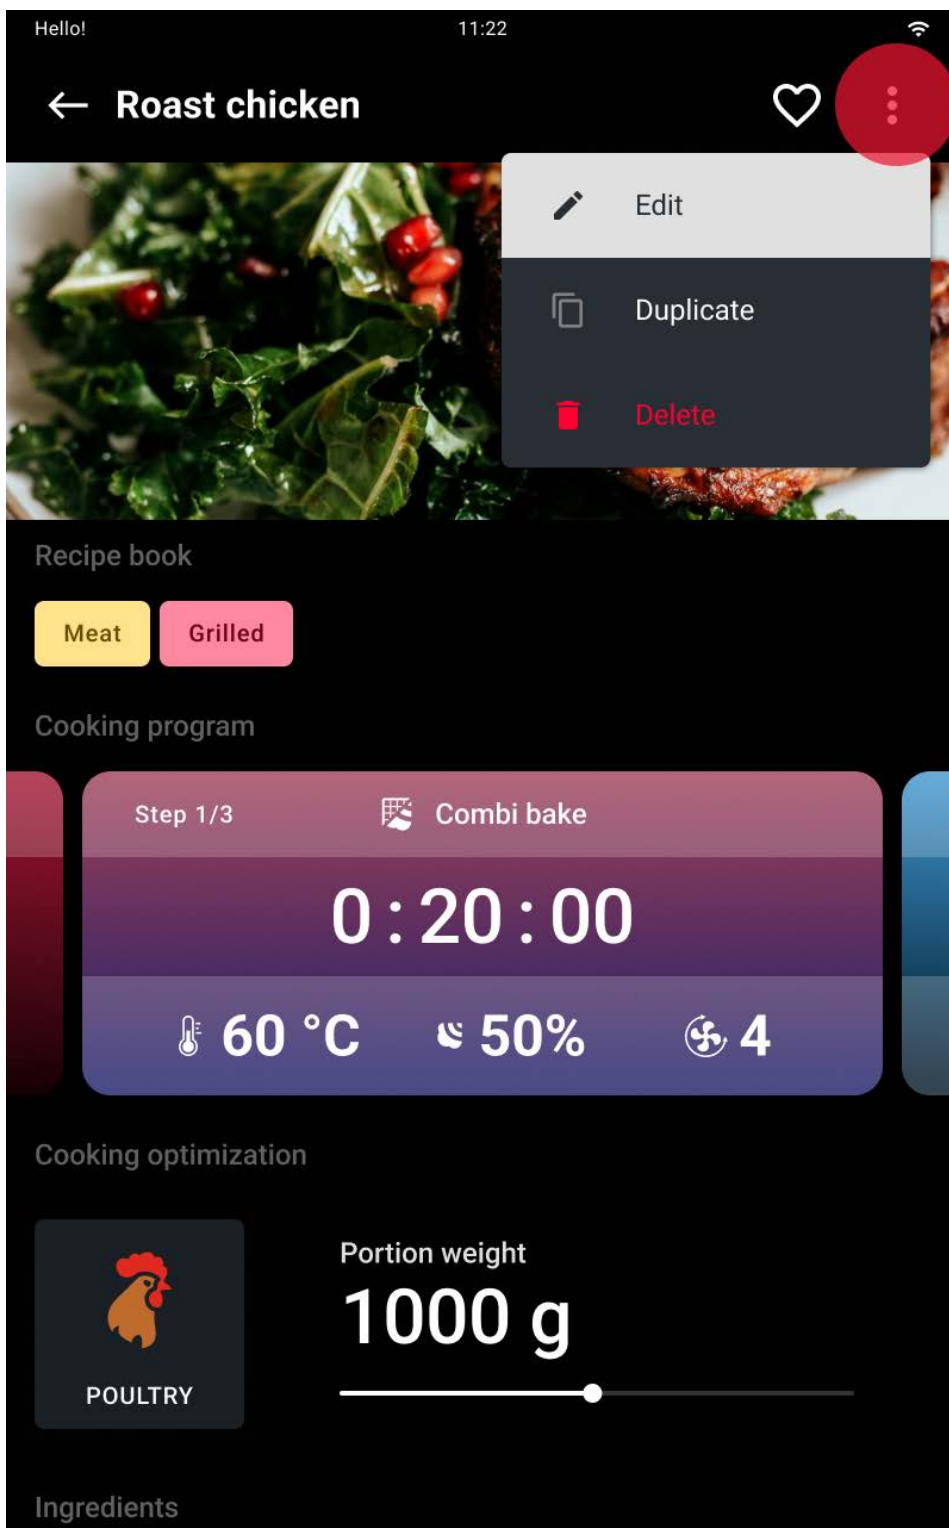 Hello! 11:22
Roast chicken
Edit
Duplicate
Delete
Recipe book
Meat Grilled
Cooking program
Step 1/3 Combi bake
0:20:00
60 °C 50% 4
Cooking optimization
Portion weight
1000 g
POULTRY
Ingredients